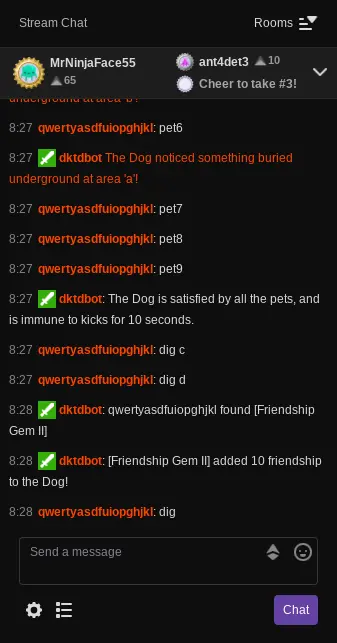 Stream Chat
Rooms
MrNinjaFace55
65
ant4det3 10
Cheer to take #3!
underground at area 'b'!
8:27 qwertyasdfuiopghjkl: pet6
8:27 dktdbot The Dog noticed something buried
underground at area 'a'!
8:27 qwertyasdfuiopghjkl: pet7
8:27 qwertyasdfuiopghjkl: pet8
8:27 qwertyasdfuiopghjkl: pet9
8:27 dktdbot: The Dog is satisfied by all the pets, and
is immune to kicks for 10 seconds.
8:27 qwertyasdfuiopghjkl: dig c
8:27 qwertyasdfuiopghjkl: dig d
8:28 dktdbot: qwertyasdfuiopghjkl found [Friendship
Gem II]
8:28 dktdbot: [Friendship Gem II] added 10 friendship
to the Dog!
8:28 qwertyasdfuiopghjkl: dig
Send a message
Chat